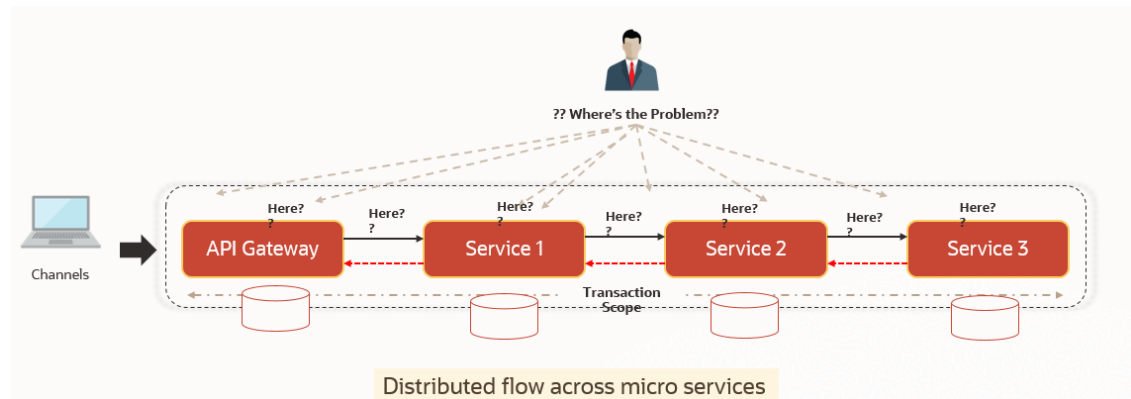 ?? Where's the Problem??
Here?
?
Here?
?
Here?
?
Here?
?
Here?
?
Here?
?
Here?
?
API Gateway
Service 1
Service 2
Service 3
Channels
Transaction
Scope
Distributed flow across micro services